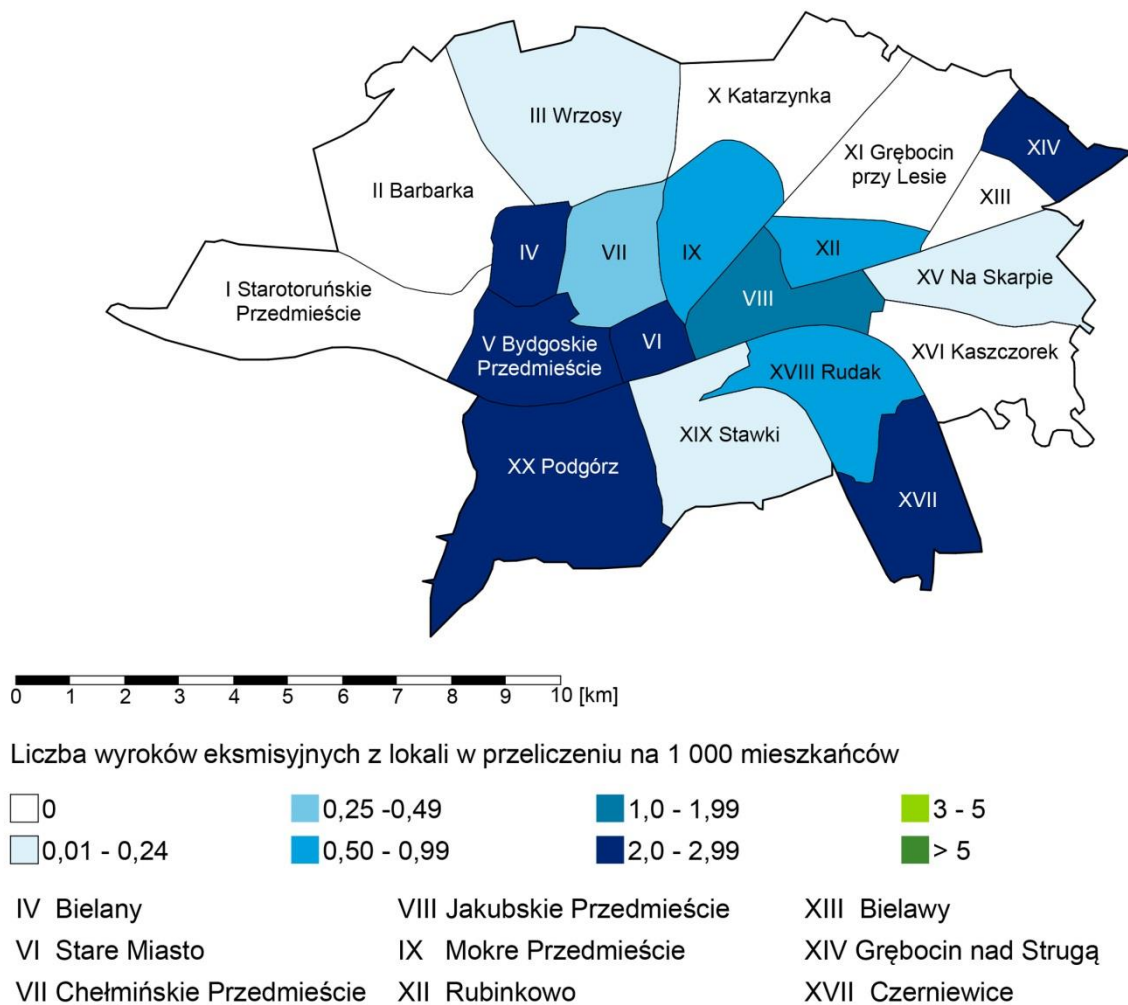 III Wrzosy
X Katarzynka
XI Grębocin
przy Lesie
XIV
XIII
II Barbarka
IV
VII
IX
XII
XV Na Skarpie
I Starotoruńskie
Przedmieście
VIII
V Bydgoskie
Przedmieście
VI
XVI Kaszczorek
XVIII Rudak
XIX Stawki
XX Podgórz
XVII
0 1 2 3 4 5 6 7 8 9 10 [km]
Liczba wyroków eksmisyjnych z lokali w przeliczeniu na 1 000 mieszkańców
0 0,25 -0,49 1,0 - 1,99 3 - 5
0,01 - 0,24 0,50 - 0,99 2,0 - 2,99 > 5
IV Bielany VIII Jakubskie Przedmieście XIII Bielawy
VI Stare Miasto IX Mokre Przedmieście XIV Grębocin nad Strugą
VII Chełmińskie Przedmieście XII Rubinkowo XVII Czerniewice